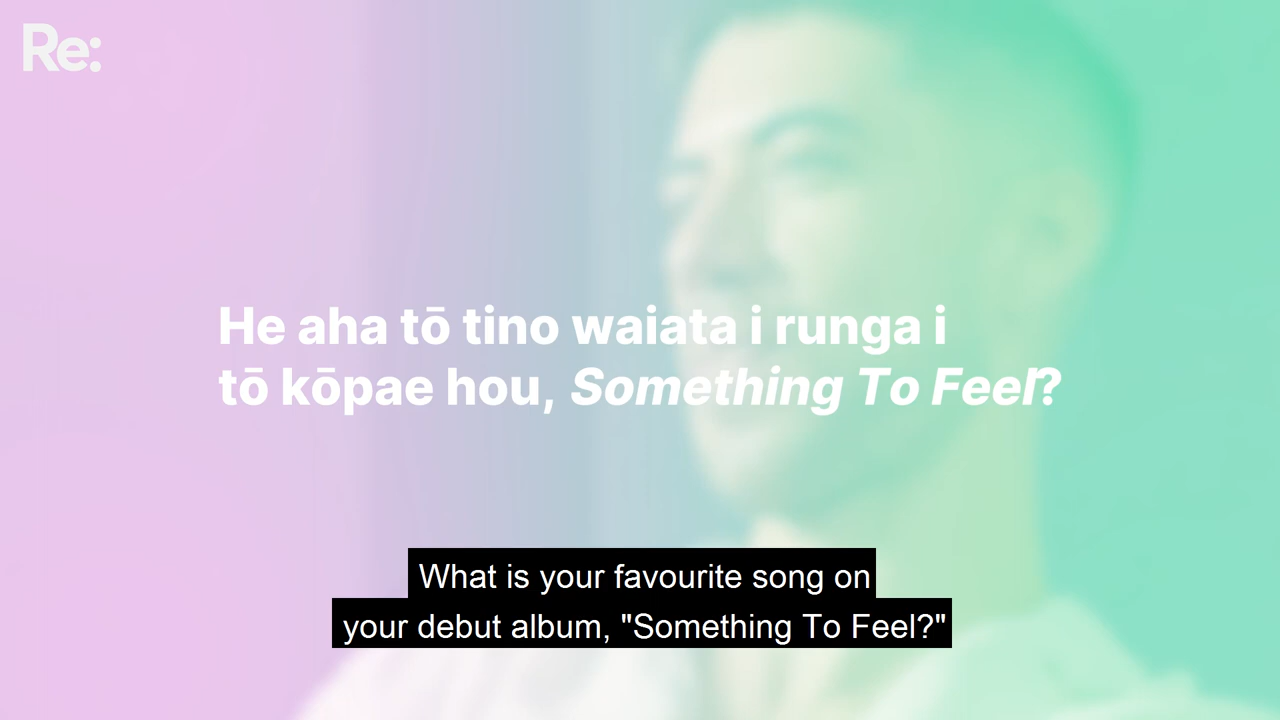 Re:
He aha tō tino waiata i runga i
tō kōpae hou, Something To Feel?
What is your favourite song on
your debut album, "Something To Feel?"